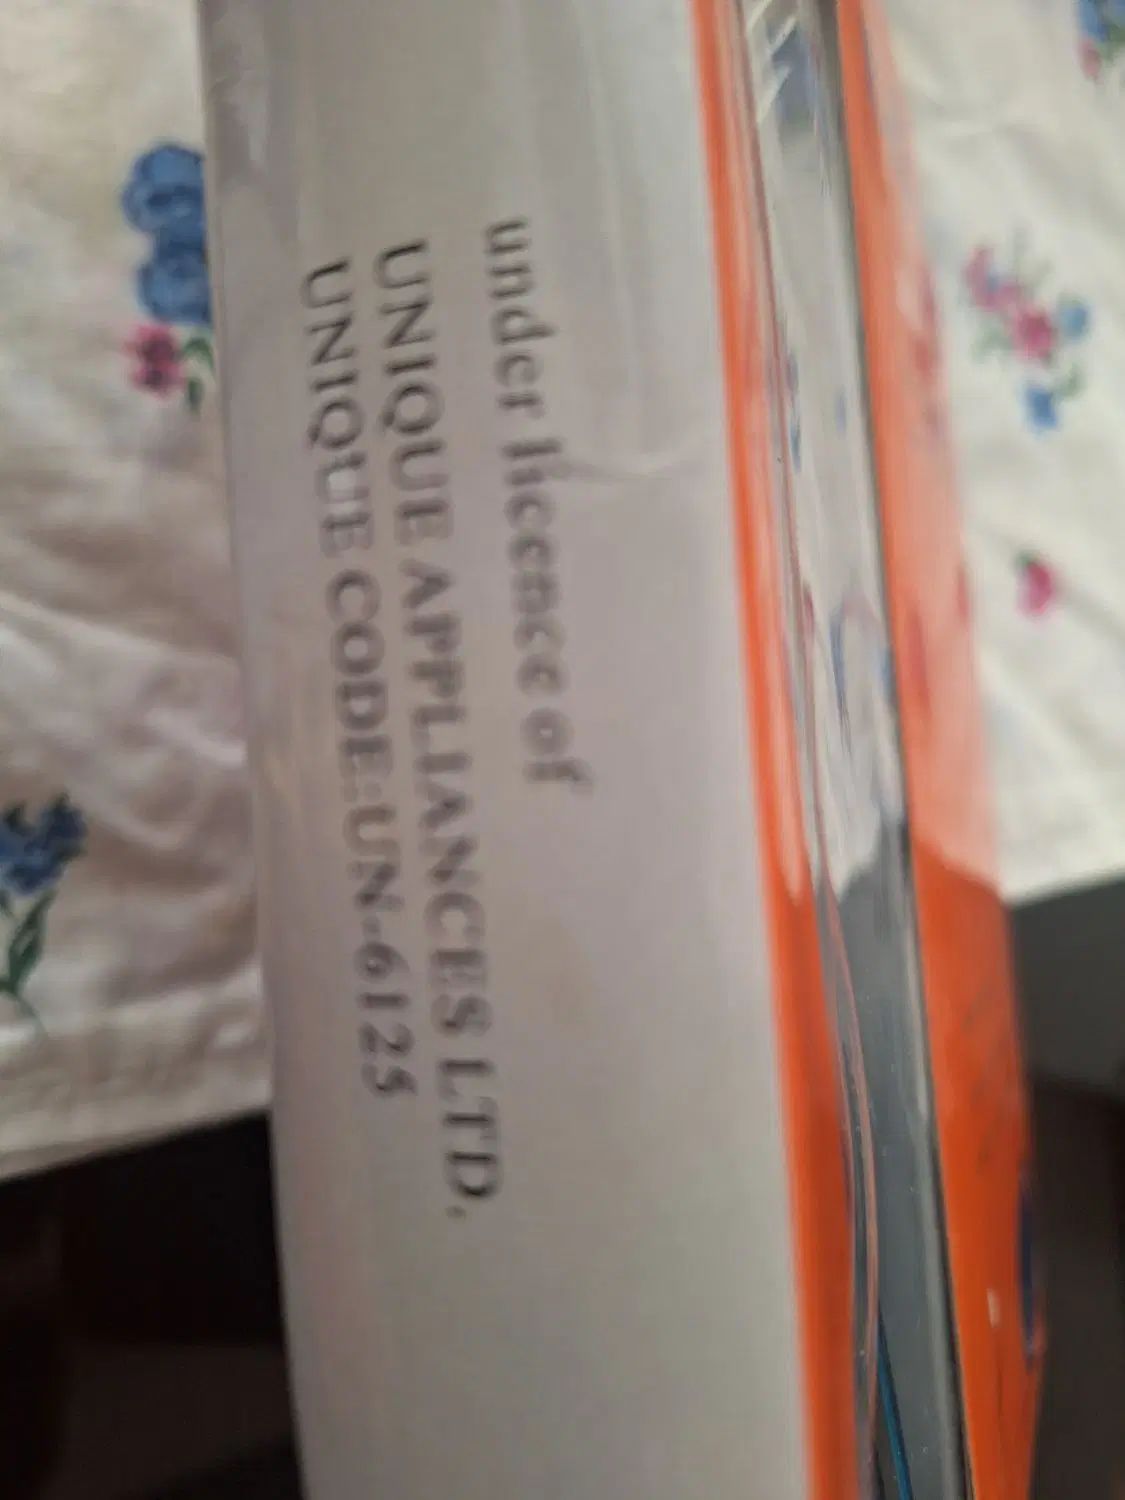 under licence of
UNIQUE APPLIANCES LTD.
UNIQUE CODE:UN-6125